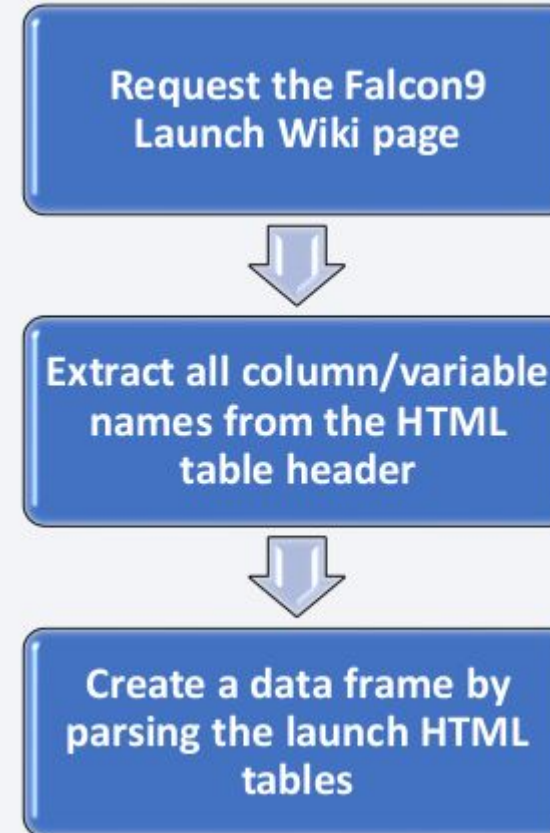 Request the Falcon9
Launch Wiki page
Extract all column/variable
names from the HTML
table header
Create a data frame by
parsing the launch HTML
tables